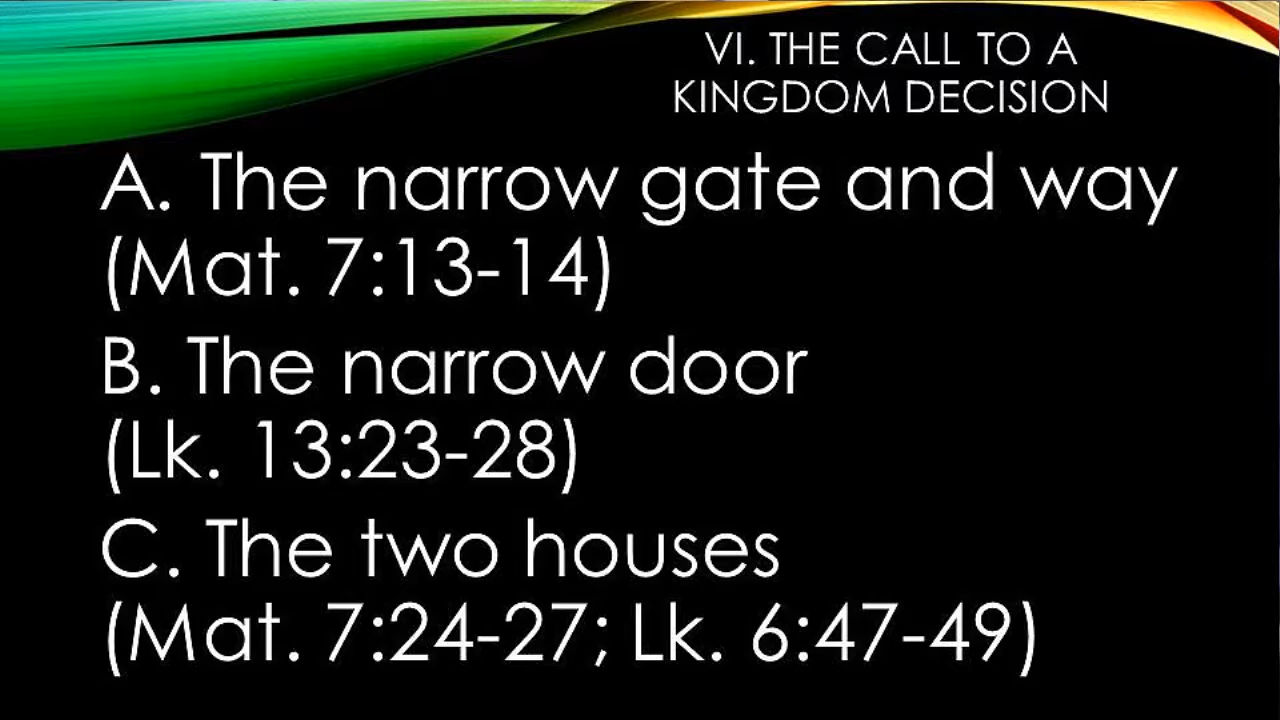 VI. THE CALL TO A
KINGDOM DECISION
A. The narrow gate and way
(Mat. 7:13-14)
B. The narrow door
(Lk. 13:23-28)
C. The two houses
(Mat. 7:24-27; Lk. 6:47-49)